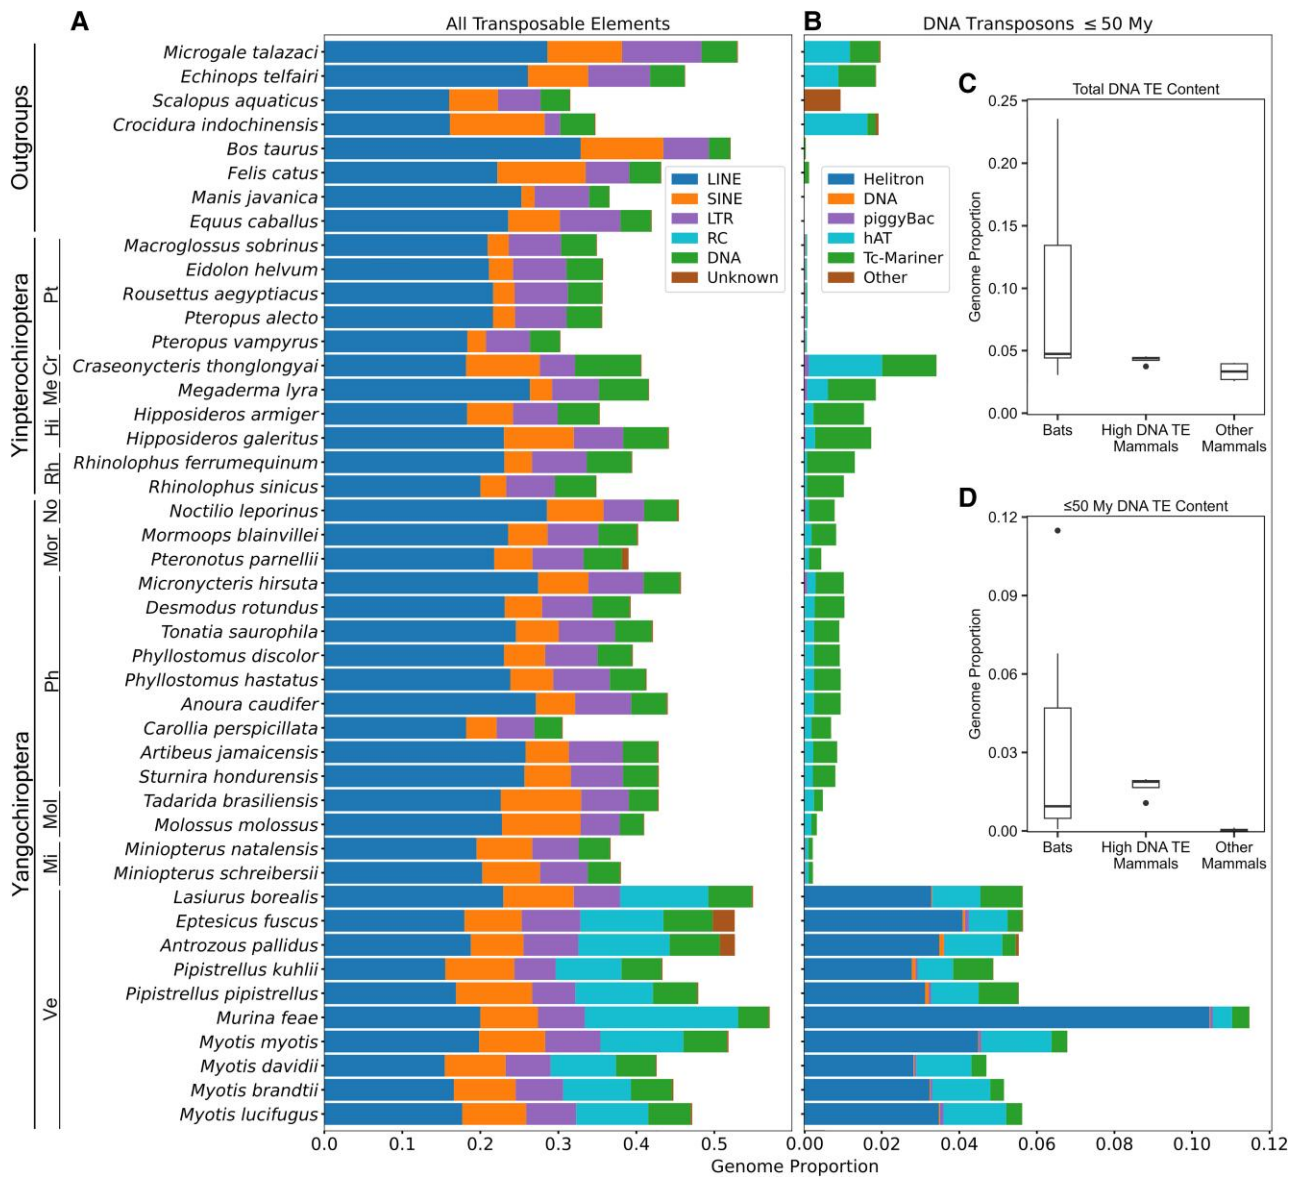 A
All Transposable Elements
B
DNA Transposons ≤ 50 My
Outgroups
Microgale talazaci
Echinops telfairi
Scalopus aquaticus
Crocidura indochinensis
Bos taurus
Felis catus
Manis javanica
Equus caballus
Yinpterochiroptera
Pt
Macroglossus sobrinus
Eidolon helvum
Rousettus aegyptiacus
Pteropus alecto
Pteropus vampyrus
Cr
Craseonycteris thonglongyai
Me
Megaderma lyra
Hi
Hipposideros armiger
Hipposideros galeritus
Rh
Rhinolophus ferrumequinum
Rhinolophus sinicus
Yangochiroptera
No
Noctilio leporinus
Mor
Mormoops blainvillei
Pteronotus parnellii
Ph
Micronycteris hirsuta
Desmodus rotundus
Tonatia saurophila
Phyllostomus discolor
Phyllostomus hastatus
Anoura caudifer
Carollia perspicillata
Artibeus jamaicensis
Sturnira hondurensis
Mol
Tadarida brasiliensis
Molossus molossus
Mi
Miniopterus natalensis
Miniopterus schreibersii
Ve
Lasiurus borealis
Eptesicus fuscus
Antrozous pallidus
Pipistrellus kuhlii
Pipistrellus pipistrellus
Murina feae
Myotis myotis
Myotis davidii
Myotis brandtii
Myotis lucifugus
LINE
SINE
LTR
RC
DNA
Unknown
Helitron
DNA
piggyBac
hAT
Tc-Mariner
Other
0.0 0.1 0.2 0.3 0.4 0.5
0.00 0.02 0.04 0.06 0.08 0.10 0.12
Genome Proportion
C
Total DNA TE Content
Genome Proportion
0.25
0.20
0.15
0.10
0.05
0.00
Bats High DNA TE Other
Mammals Mammals
D
≤50 My DNA TE Content
Genome Proportion
0.12
0.09
0.06
0.03
0.00
Bats High DNA TE Other
Mammals Mammals